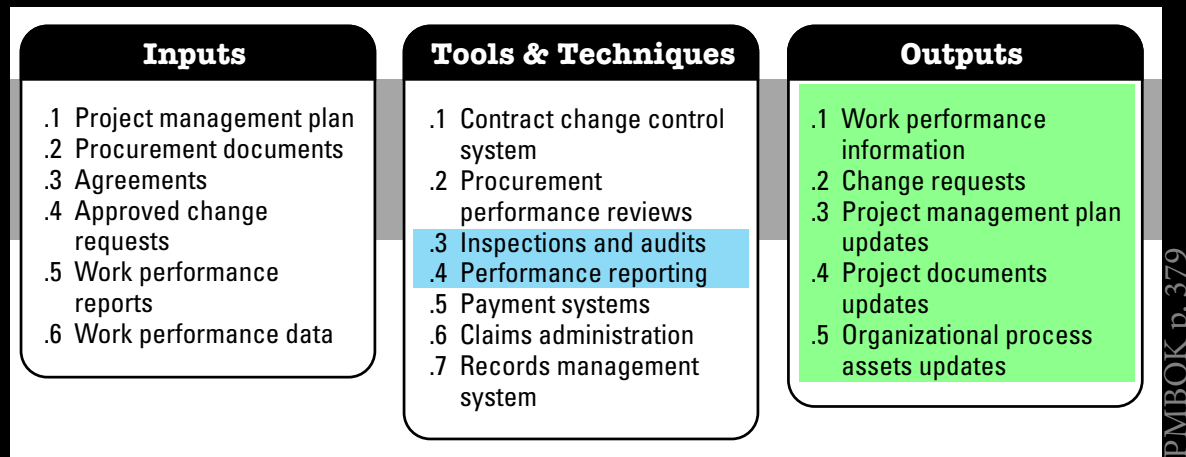 Inputs
.1 Project management plan
.2 Procurement documents
.3 Agreements
.4 Approved change
requests
.5 Work performance
reports
.6 Work performance data
Tools & Techniques
.1 Contract change control
system
.2 Procurement
performance reviews
.3 Inspections and audits
.4 Performance reporting
.5 Payment systems
.6 Claims administration
.7 Records management
system
Outputs
.1 Work performance
information
.2 Change requests
.3 Project management plan
updates
.4 Project documents
updates
.5 Organizational process
assets updates
PMBOK p. 379